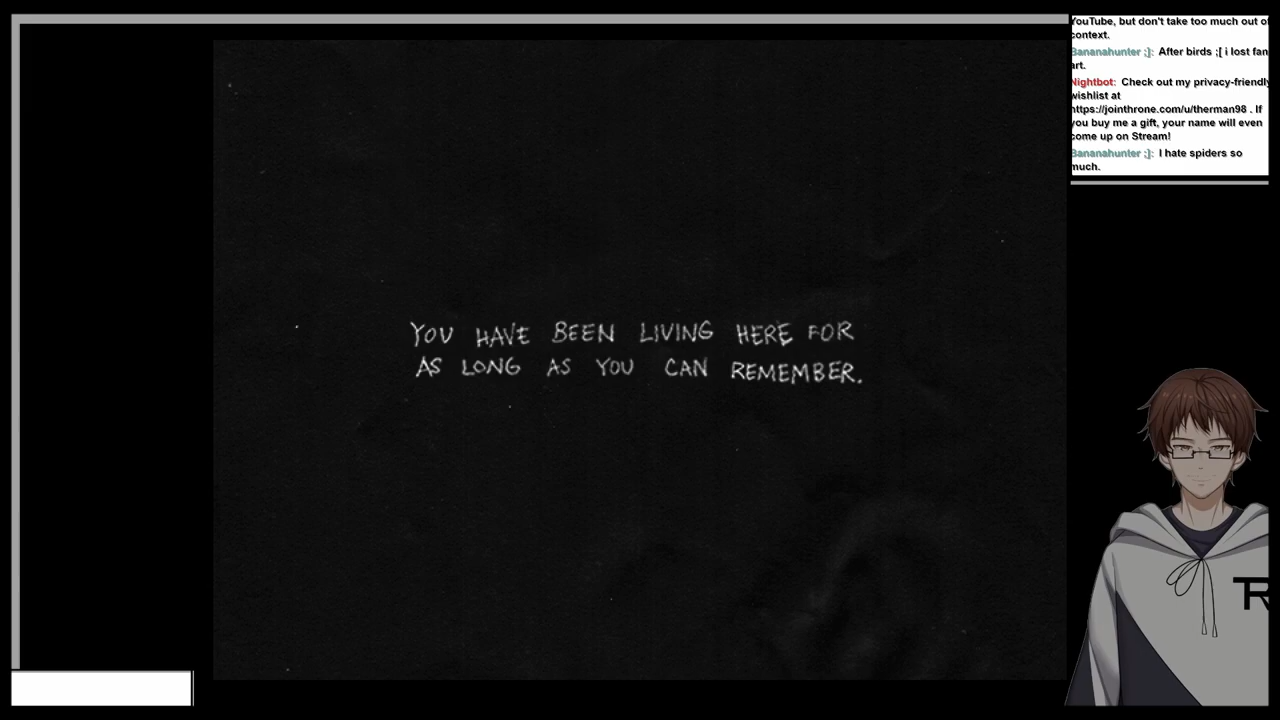 YouTube, but don't take too much out of
context.
Bananahunter ;]: After birds ;[ i lost fan
art.
Nightbot: Check out my privacy-friendly
wishlist at
https://jointhrone.com/u/therman98 . If
you buy me a gift, your name will even
come up on Stream!
Bananahunter ;]: I hate spiders so
much.
YOU HAVE BEEN LIVING HERE FOR
AS LONG AS YOU CAN REMEMBER.
TR